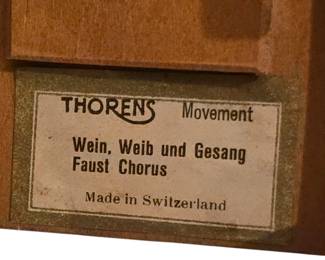 THORENS Movement
Wein, Weib und Gesang
Faust Chorus
Made in Switzerland